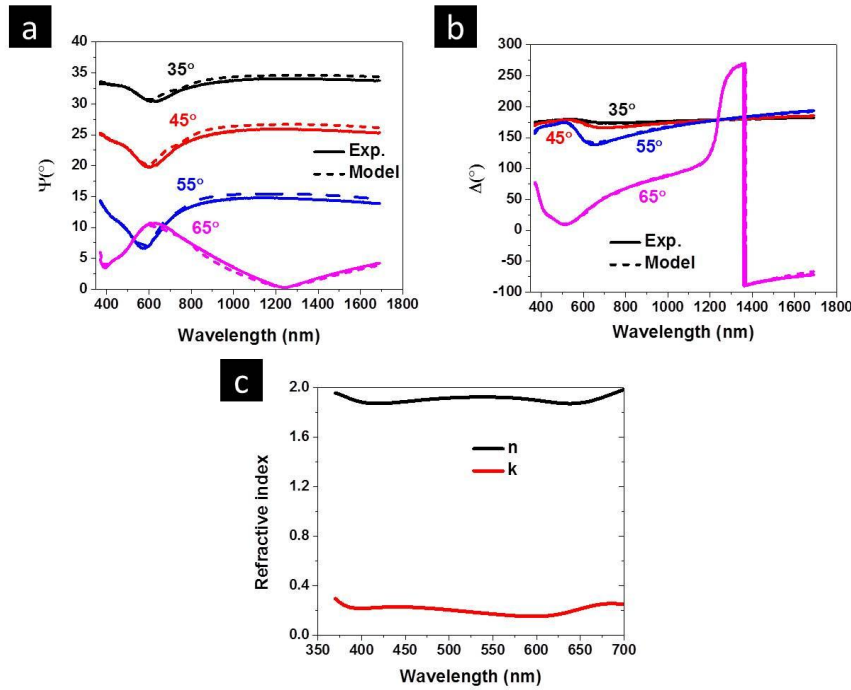 a
40
35
30
25
20
15
10
5
0
Ψ(°)
35°
45°
55°
65°
Exp.
Model
400 600 800 1000 1200 1400 1600 1800
Wavelength (nm)
b
300
250
200
150
100
50
0
-50
-100
Δ(°)
35°
45°
55°
65°
Exp.
Model
400 600 800 1000 1200 1400 1600 1800
Wavelength (nm)
c
2.0
1.6
1.2
0.8
0.4
0.0
Refractive index
n
k
350 400 450 500 550 600 650 700
Wavelength (nm)